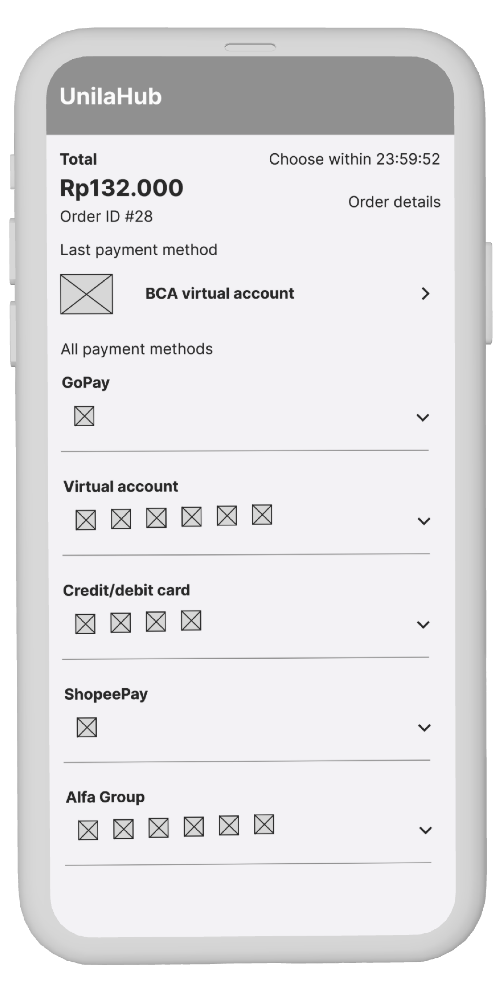 UnilaHub
Total
Choose within 23:59:52
Rp132.000
Order details
Order ID #28
Last payment method
BCA virtual account
All payment methods
GoPay
Virtual account
Credit/debit card
ShopeePay
Alfa Group